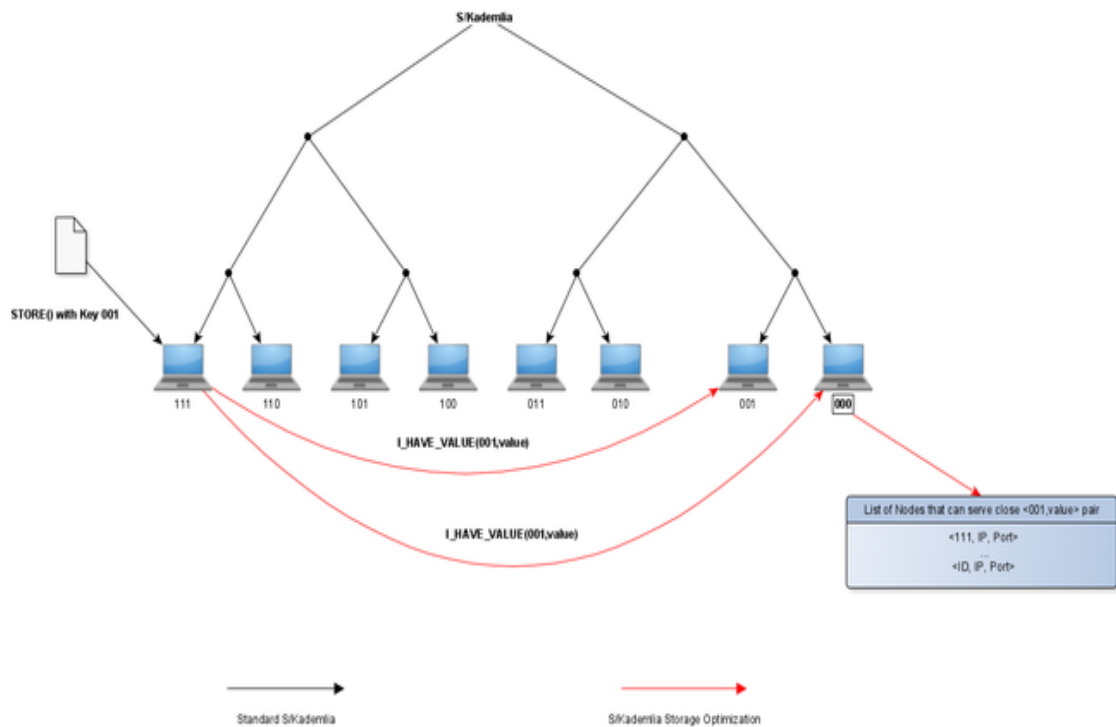 S/Kademlia
STORE() with Key 001
111
110
101
100
011
010
001
000
I_HAVE_VALUE(001,value)
I_HAVE_VALUE(001,value)
List of Nodes that can serve close <001,value> pair
<111, IP, Port>
...
<ID, IP, Port>
Standard S/Kademlia
S/Kademlia Storage Optimization